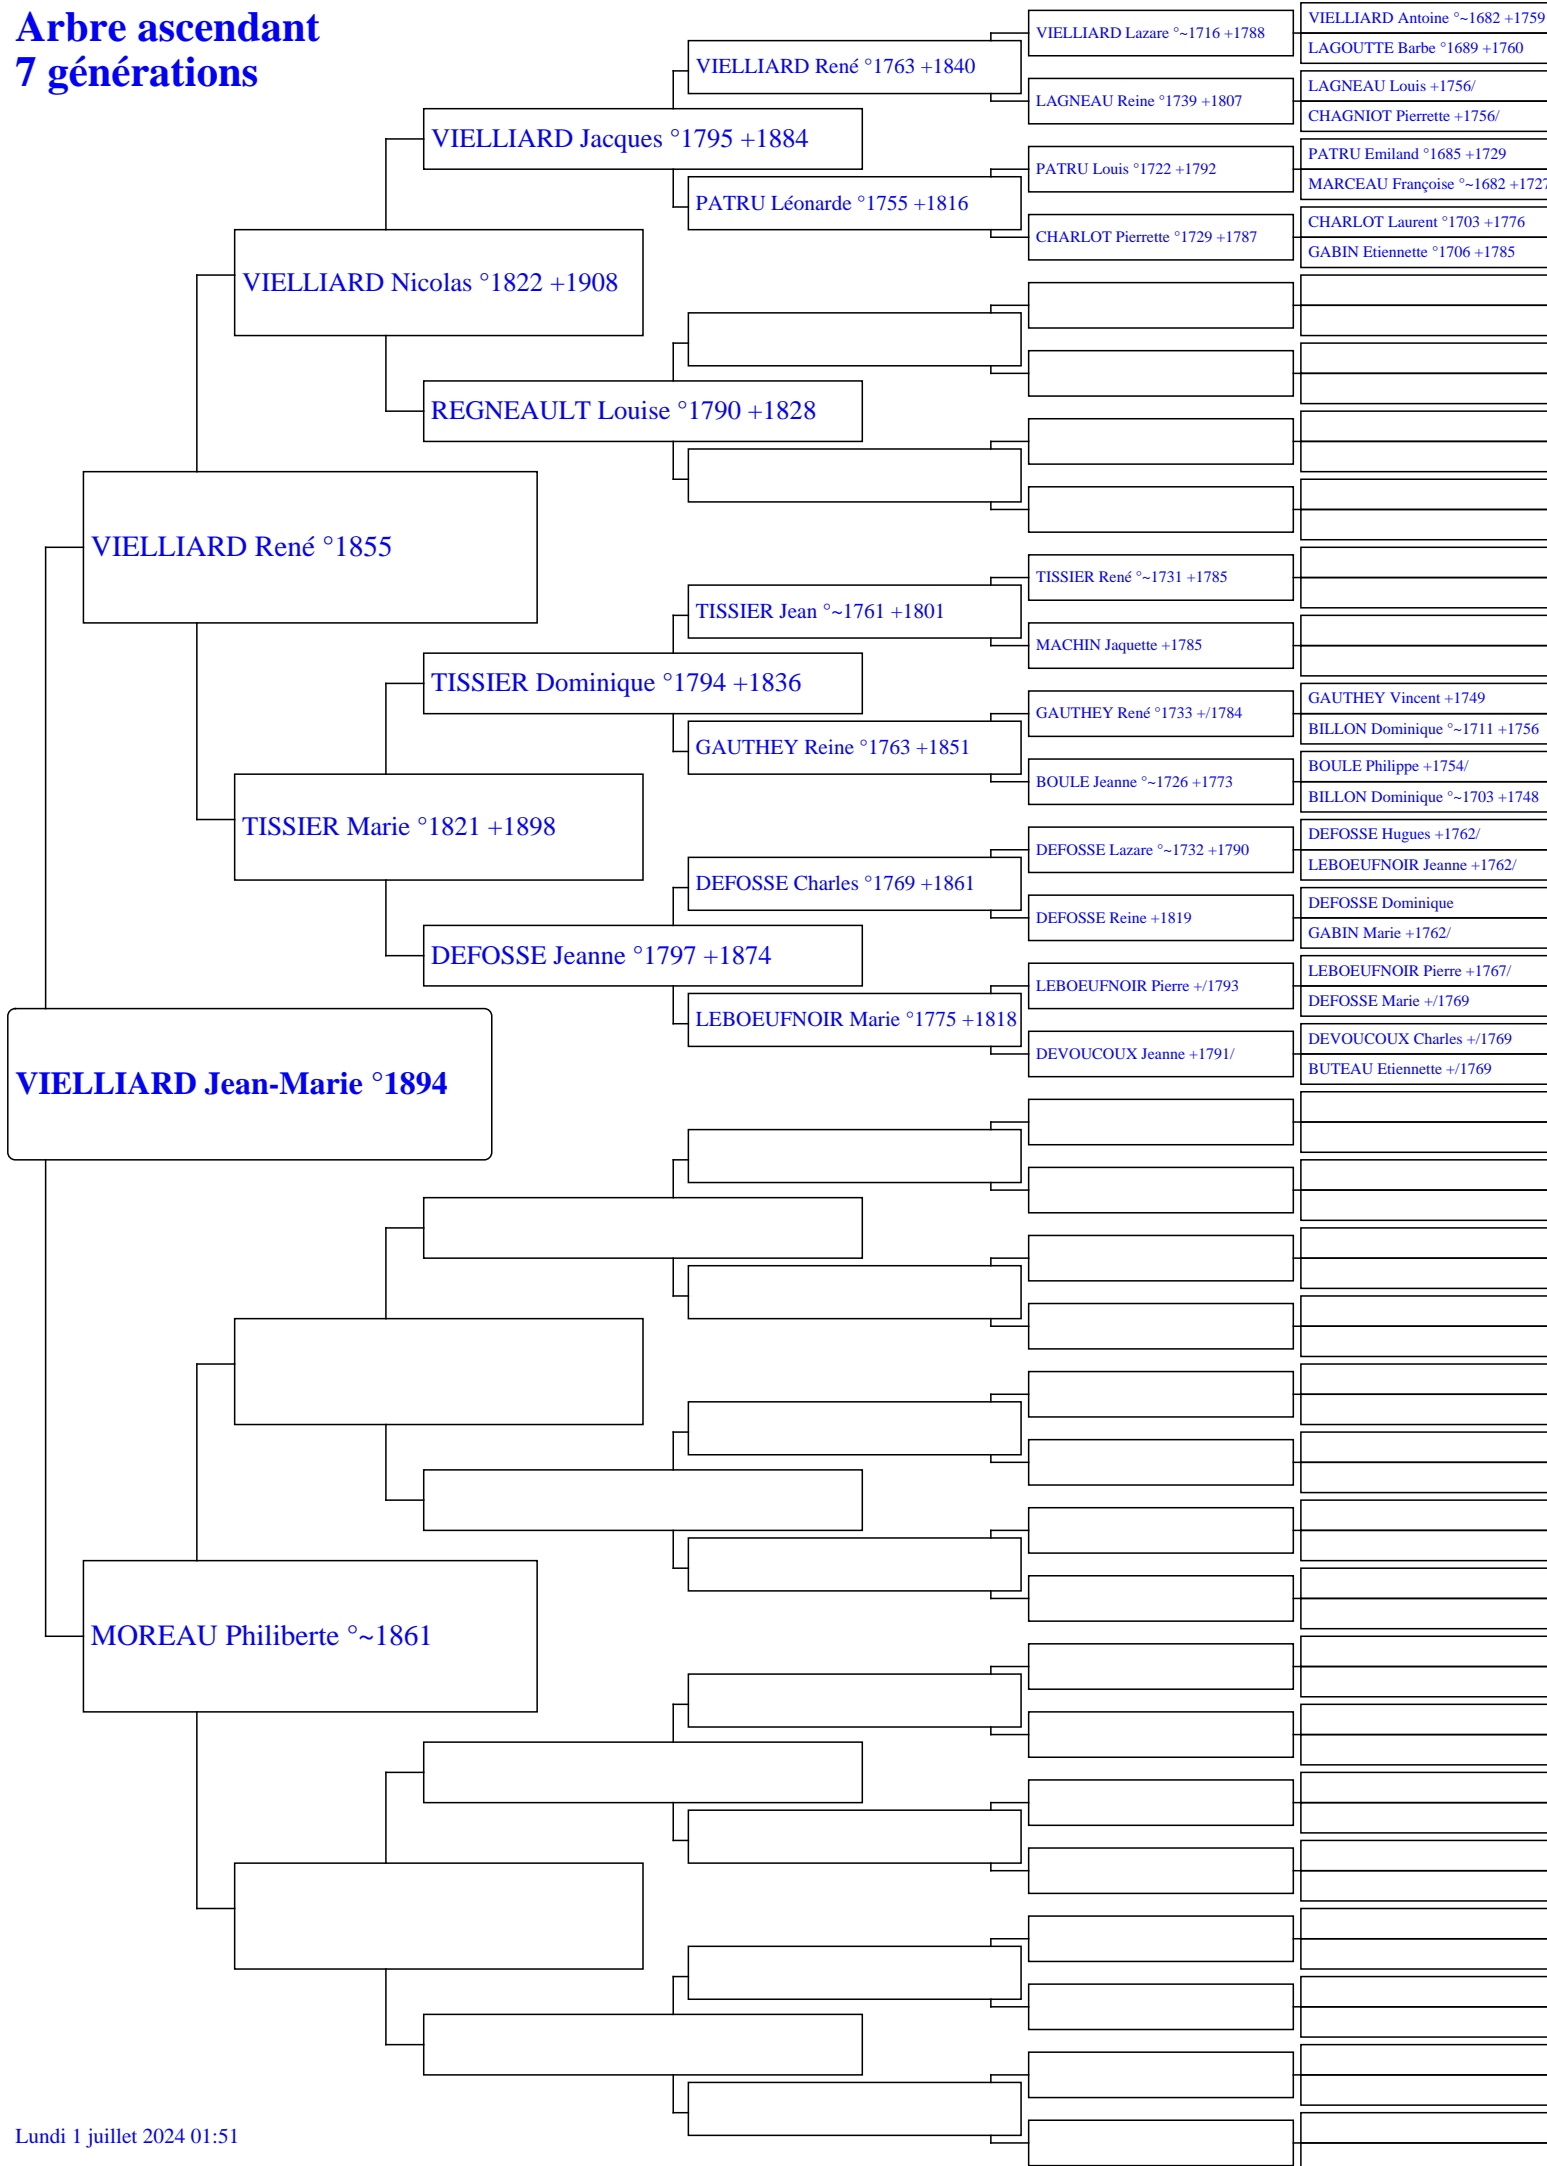 Arbre ascendant
7 générations
VIELLIARD Antoine °~1682 +1759
VIELLIARD Lazare °~1716 +1788
LAGOUTTE Barbe °1689 +1760
VIELLIARD René °1763 +1840
LAGNEAU Louis +1756/
LAGNEAU Reine °1739 +1807
CHAGNIOT Pierrette +1756/
VIELLIARD Jacques °1795 +1884
PATRU Emiland °1685 +1729
PATRU Louis °1722 +1792
MARCEAU Françoise °~1682 +1727
PATRU Léonarde °1755 +1816
CHARLOT Laurent °1703 +1776
CHARLOT Pierrette °1729 +1787
GABIN Etiennette °1706 +1785
VIELLIARD Nicolas °1822 +1908
REGNEAULT Louise °1790 +1828
VIELLIARD René °1855
TISSIER René °~1731 +1785
TISSIER Jean °~1761 +1801
MACHIN Jaquette +1785
TISSIER Dominique °1794 +1836
GAUTHEY Vincent +1749
GAUTHEY René °1733 +/1784
BILLON Dominique °~1711 +1756
GAUTHEY Reine °1763 +1851
BOULE Philippe +1754/
BOULE Jeanne °~1726 +1773
BILLON Dominique °~1703 +1748
TISSIER Marie °1821 +1898
DEFOSSE Hugues +1762/
DEFOSSE Lazare °~1732 +1790
LEBOEUFNOIR Jeanne +1762/
DEFOSSE Charles °1769 +1861
DEFOSSE Dominique
DEFOSSE Reine +1819
GABIN Marie +1762/
DEFOSSE Jeanne °1797 +1874
LEBOEUFNOIR Pierre +1767/
LEBOEUFNOIR Pierre +/1793
DEFOSSE Marie +/1769
LEBOEUFNOIR Marie °1775 +1818
DEVOUCOUX Charles +/1769
DEVOUCOUX Jeanne +1791/
BUTEAU Etiennette +/1769
VIELLIARD Jean-Marie °1894
MOREAU Philiberte °~1861
Lundi 1 juillet 2024 01:51